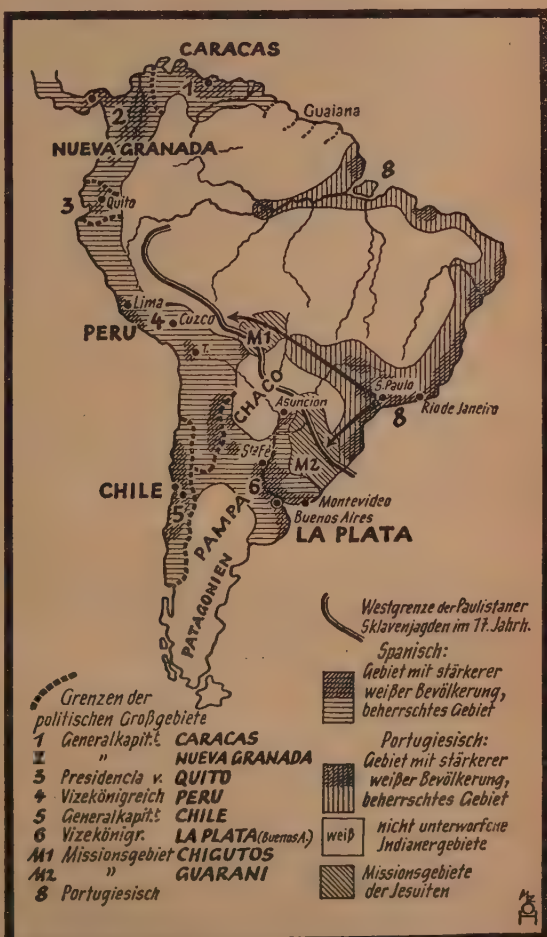 CARACAS
1
Guaiana
2
NUEVA GRANADA
8
3
Quito
Lima
4 Cuzco
PERU
M1
T.
CHACO
S. Paulo
Asuncion
Rio de Janeiro
8
Sta Fé
M2
CHILE
6
5
Montevideo
PAMPA
Buenos Aires
LA PLATA
PATAGONIEN
Westgrenze der Paulistaner
Sklavenjagden im 17. Jahrh.
Spanisch:
Gebiet mit stärkerer
weißer Bevölkerung,
beherrschtes Gebiet
Portugiesisch:
Gebiet mit stärkerer
weißer Bevölkerung,
beherrschtes Gebiet
weiß nicht unterworfene
Indianergebiete
Missionsgebiete
der Jesuiten
Grenzen der
politischen Großgebiete
1 Generalkapit. CARACAS
" NUEVA GRANADA
3 Presidencia v. QUITO
4 Vizekönigreich PERU
5 Generalkapit. CHILE
6 Vizekönigr. LA PLATA (Buenos A.)
M1 Missionsgebiet CHIGUTOS
M2 " GUARANI
8 Portugiesisch